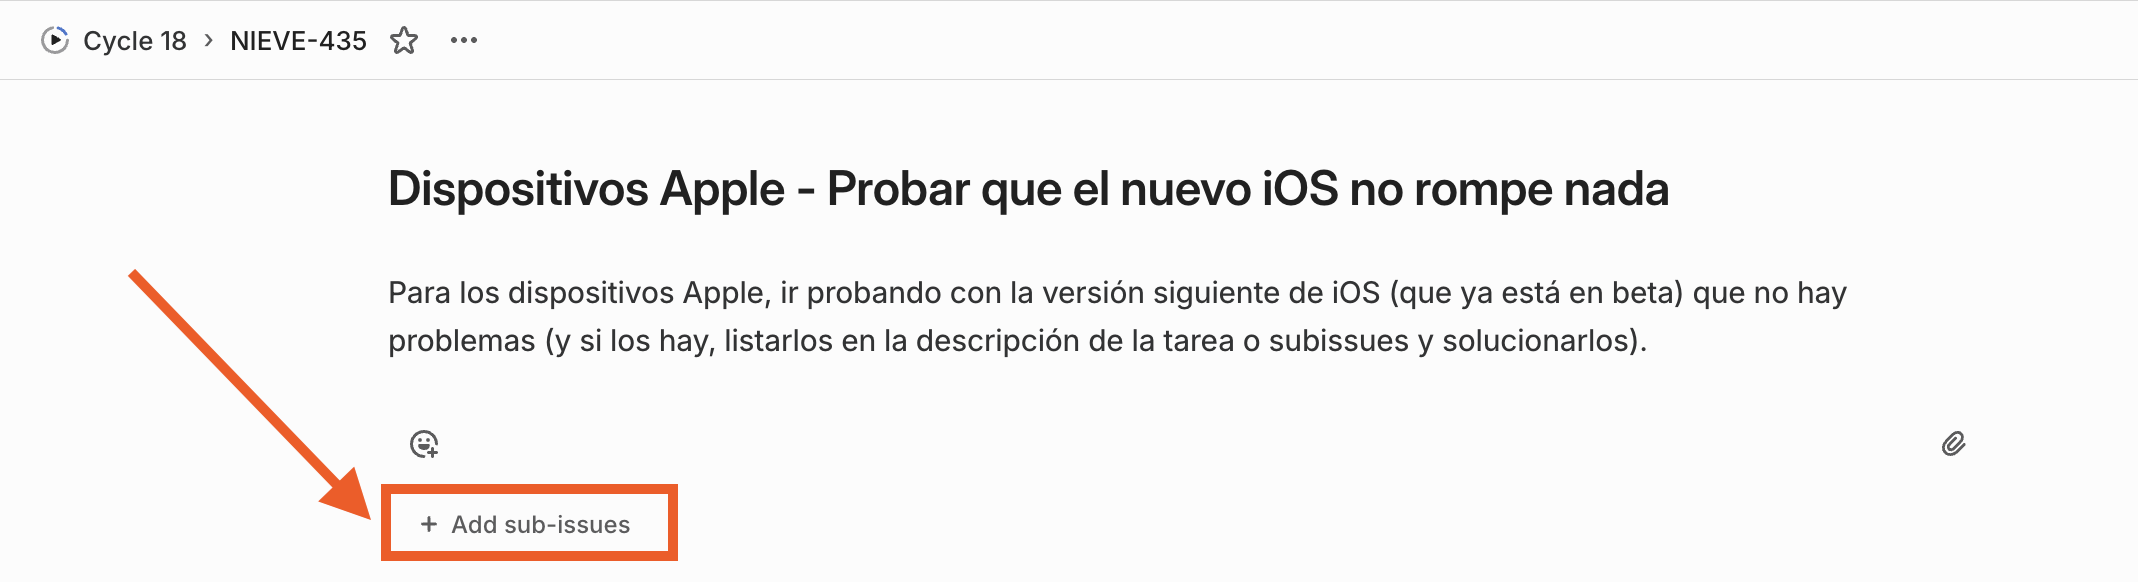 Cycle 18 › NIEVE-435
Dispositivos Apple - Probar que el nuevo iOS no rompe nada
Para los dispositivos Apple, ir probando con la versión siguiente de iOS (que ya está en beta) que no hay
problemas (y si los hay, listarlos en la descripción de la tarea o subissues y solucionarlos).
+ Add sub-issues